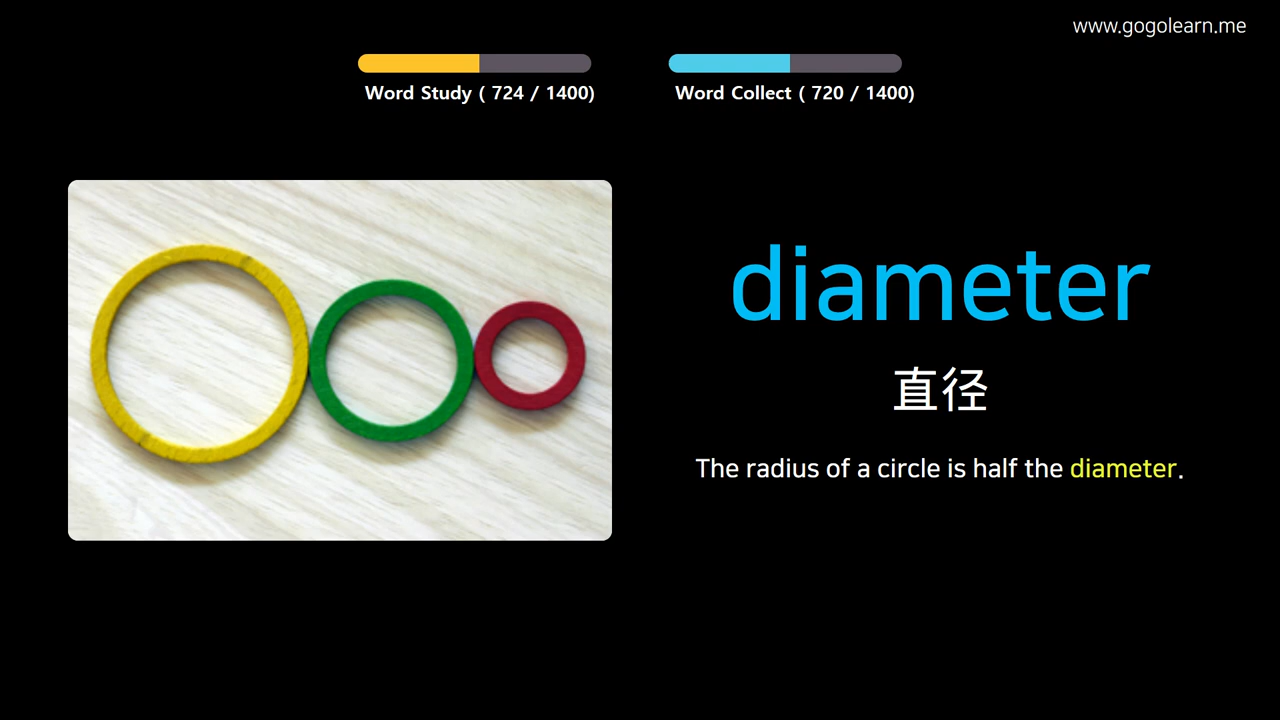 www.gogolearn.me
Word Study ( 724 / 1400)
Word Collect ( 720 / 1400)
diameter
直径
The radius of a circle is half the diameter.